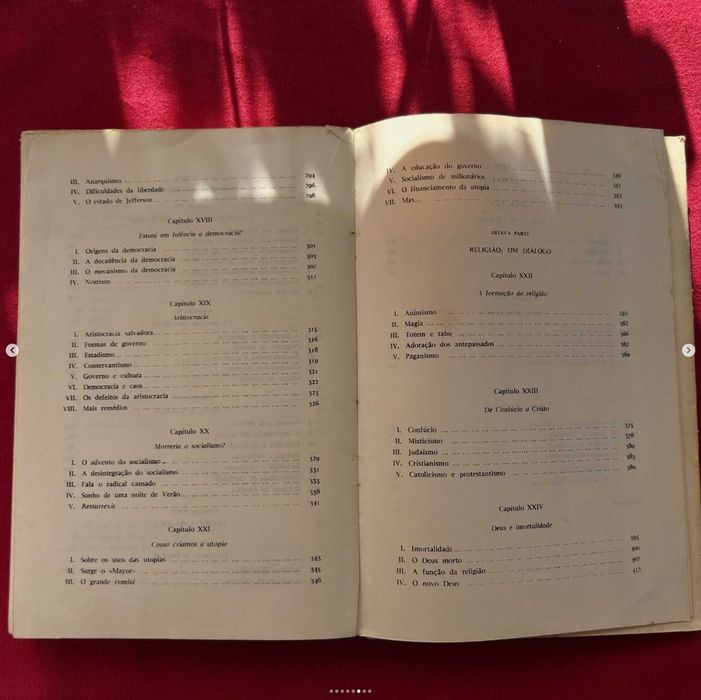 III. Anarquismo ... 294
IV. Dificuldades da liberdade ... 296
V. O estado de Jefferson... 298
Capítulo XVIII
Estará em falência a democracia?
I. Origens da democracia ... 301
II. A decadência da democracia ... 305
III. O mecanismo da democracia ... 307
IV. Nostrum ... 311
Capítulo XIX
Aristocracia
I. Aristocracia salvadora... 315
II. Formas de governo ... 316
III. Estadismo... 318
IV. Conservantismo ... 319
V. Governo e cultura... 321
VI. Democracia e caos... 322
VII. Os defeitos da aristocracia ... 323
VIII. Mais remédios ... 326
Capítulo XX
Morreria o socialismo?
I. O advento do socialismo... 329
II. A desintegração do socialismo ... 331
III. Fala o radical cansado ... 333
IV. Sonho de uma noite de Verão ... 338
V. Ressurrexit ... 341
Capítulo XXI
Como criamos a utopia
I. Sobre os usos das utopias ... 343
II. Surge o «Mayor» ... 345
III. O grande comité ... 346
IV. A educação do governo ... 349
V. Socialismo de milionários ... 351
VI. O financiamento da utopia ... 353
VII. Mas... ... 354
OITAVA PARTE
RELIGIÃO: UM DIÁLOGO
Capítulo XXII
A formação da religião
I. Animismo ... 359
II. Magia ... 362
III. Totem e tabu ... 366
IV. Adoração dos antepassados ... 367
V. Paganismo ... 369
Capítulo XXIII
De Confúcio a Cristo
I. Confúcio ... 375
II. Misticismo ... 378
III. Judaísmo ... 380
IV. Cristianismo ... 383
V. Catolicismo e protestantismo ... 389
Capítulo XXIV
Deus e imortalidade
I. Imortalidade... 395
II. O Deus morto ... 400
III. A função da religião ... 407
IV. O novo Deus ... 412